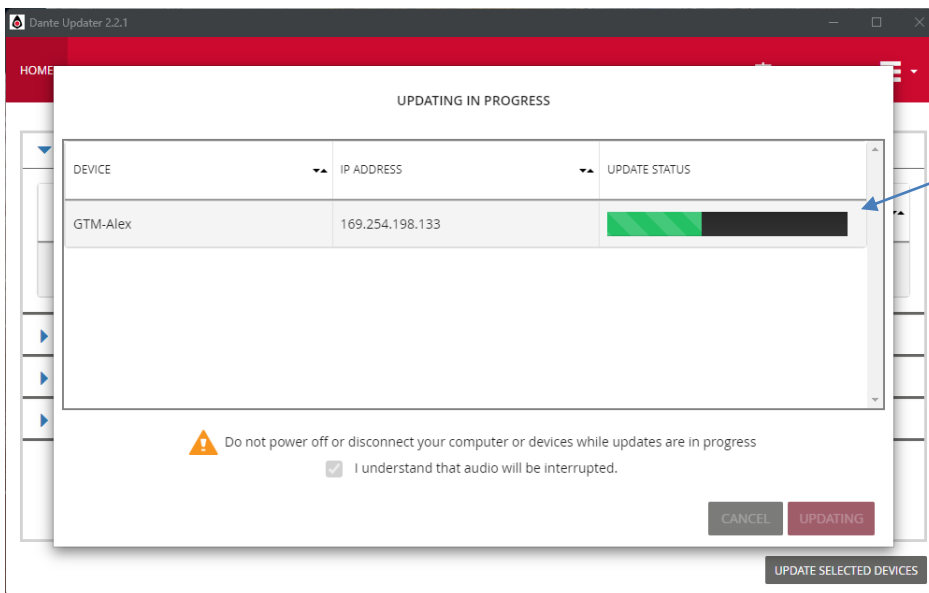 Dante Updater 2.2.1
HOME
UPDATING IN PROGRESS
DEVICE IP ADDRESS UPDATE STATUS
GTM-Alex 169.254.198.133
Do not power off or disconnect your computer or devices while updates are in progress
I understand that audio will be interrupted.
CANCEL UPDATING
UPDATE SELECTED DEVICES